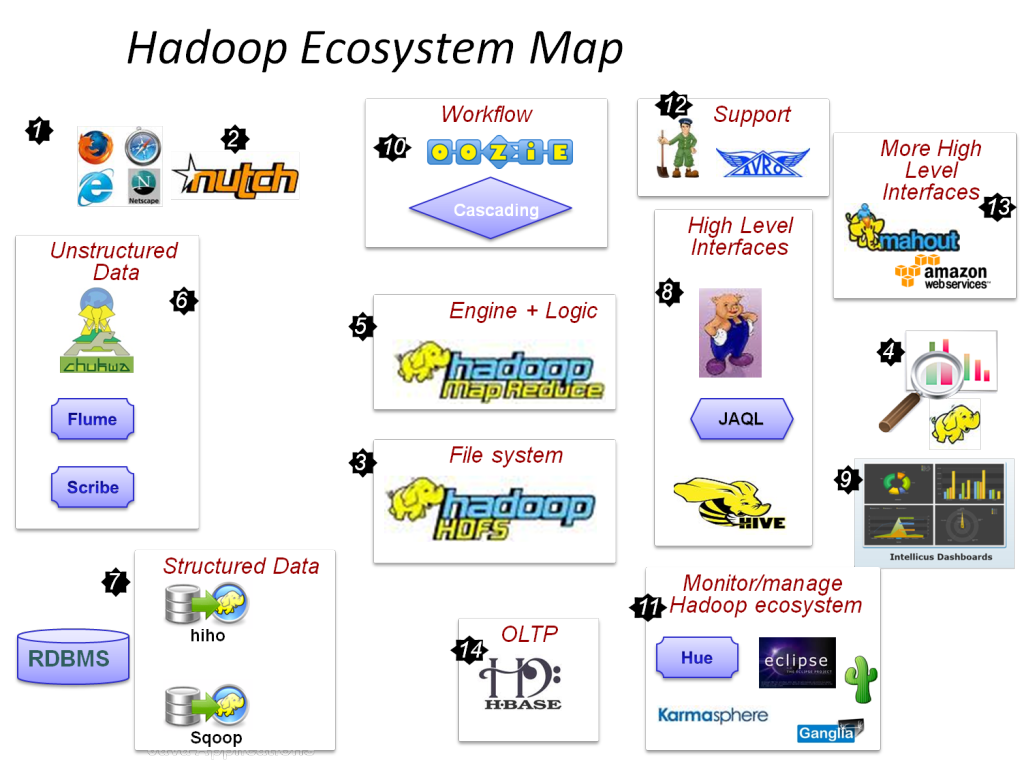 Hadoop Ecosystem Map
1
Netscape
2
nutch
Workflow
10
OOZiE
Cascading
12
Support
AVRO
More High
Level
Interfaces
13
mahout
amazon
webservices™
Unstructured
Data
6
chukwa
Flume
Scribe
5
Engine + Logic
hadoop
Map Reduce
3
File system
hadoop
HDFS
High Level
Interfaces
8
JAQL
HIVE
4
9
Intellicus Dashboards
7
Structured Data
hiho
RDBMS
Sqoop
14
OLTP
H
H·BASE
11
Monitor/manage
Hadoop ecosystem
Hue
eclipse
Karmasphere
Ganglia